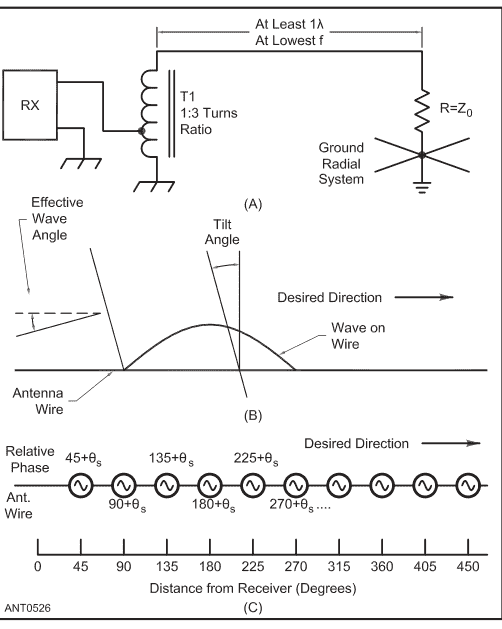 At Least 1λ
At Lowest f
RX
T1
1:3 Turns
Ratio
R=Z₀
Ground
Radial
System
(A)
Effective
Wave
Angle
Tilt
Angle
Desired Direction
Wave on
Wire
Antenna
Wire
(B)
Desired Direction
Relative
Phase
45+θₛ
135+θₛ
225+θₛ
Ant.
Wire
90+θₛ
180+θₛ
270+θₛ ....
0 45 90 135 180 225 270 315 360 405 450
Distance from Receiver (Degrees)
ANT0526
(C)